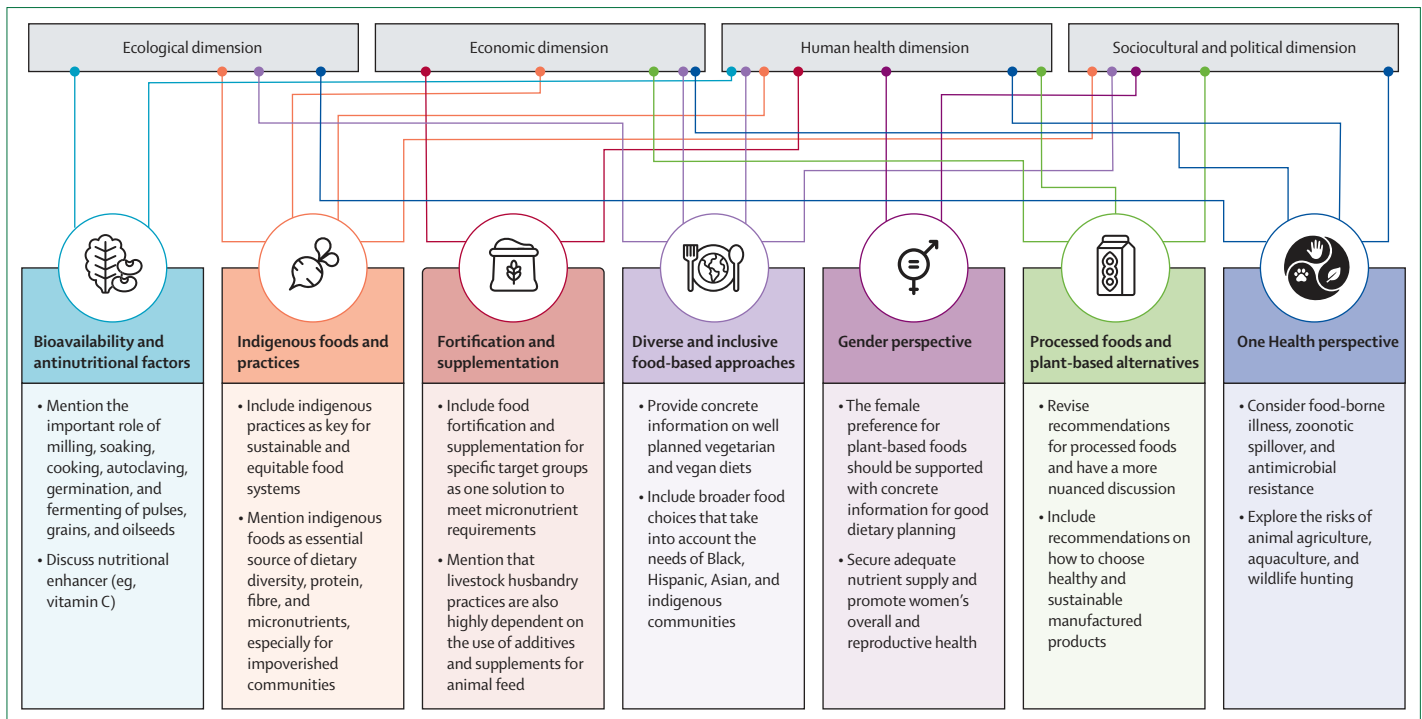 Ecological dimension
Economic dimension
Human health dimension
Sociocultural and political dimension
Bioavailability and
antinutritional factors
• Mention the
important role of
milling, soaking,
cooking, autoclaving,
germination, and
fermenting of pulses,
grains, and oilseeds
• Discuss nutritional
enhancer (eg,
vitamin C)
Indigenous foods and
practices
• Include indigenous
practices as key for
sustainable and
equitable food
systems
• Mention indigenous
foods as essential
source of dietary
diversity, protein,
fibre, and
micronutrients,
especially for
impoverished
communities
Fortification and
supplementation
• Include food
fortification and
supplementation for
specific target groups
as one solution to
meet micronutrient
requirements
• Mention that
livestock husbandry
practices are also
highly dependent on
the use of additives
and supplements for
animal feed
Diverse and inclusive
food-based approaches
• Provide concrete
information on well
planned vegetarian
and vegan diets
• Include broader food
choices that take
into account the
needs of Black,
Hispanic, Asian, and
indigenous
communities
Gender perspective
• The female
preference for
plant-based foods
should be supported
with concrete
information for good
dietary planning
• Secure adequate
nutrient supply and
promote women's
overall and
reproductive health
Processed foods and
plant-based alternatives
• Revise
recommendations
for processed foods
and have a more
nuanced discussion
• Include
recommendations on
how to choose
healthy and
sustainable
manufactured
products
One Health perspective
• Consider food-borne
illness, zoonotic
spillover, and
antimicrobial
resistance
• Explore the risks of
animal agriculture,
aquaculture, and
wildlife hunting